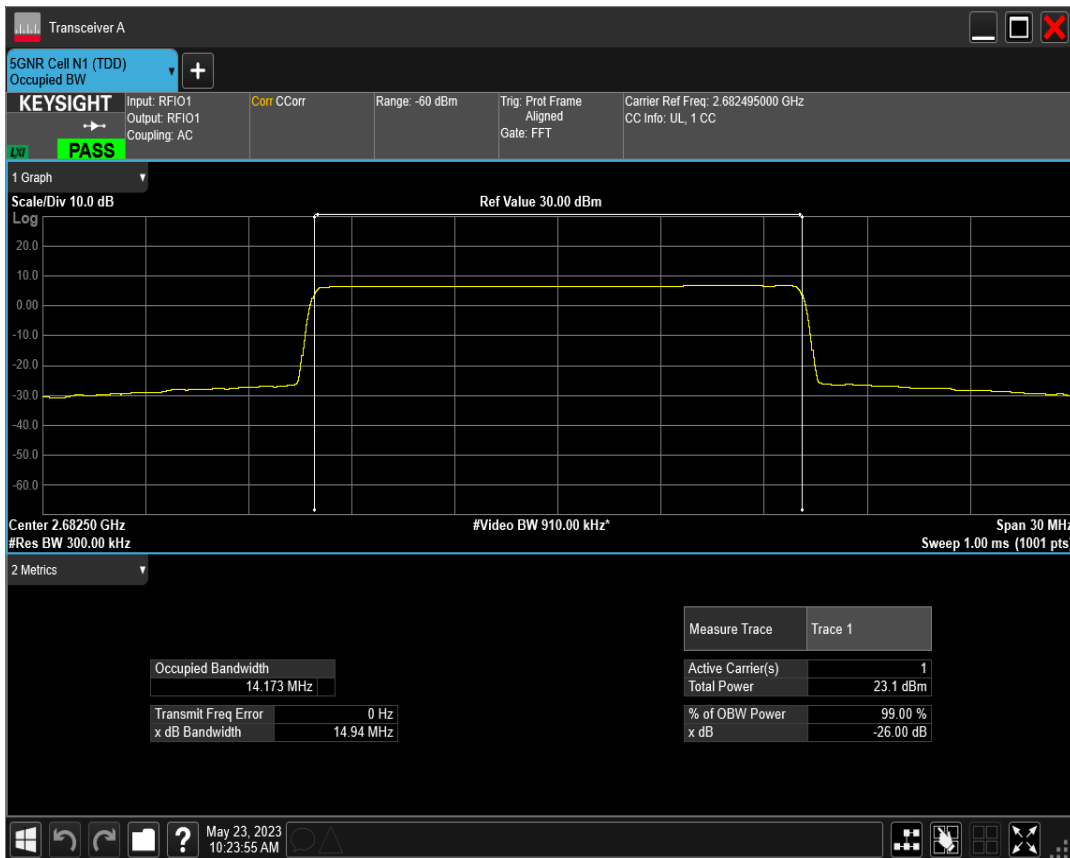 Transceiver A
5GNR Cell N1 (TDD)
Occupied BW
+
KEYSIGHT
LXI
PASS
Input: RFIO1
Output: RFIO1
Coupling: AC
Corr CCorr
Range: -60 dBm
Trig: Prot Frame
Aligned
Gate: FFT
Carrier Ref Freq: 2.682495000 GHz
CC Info: UL, 1 CC
1 Graph
Scale/Div 10.0 dB
Ref Value 30.00 dBm
Log
20.0
10.0
0.00
-10.0
-20.0
-30.0
-40.0
-50.0
-60.0
Center 2.68250 GHz
#Video BW 910.00 kHz*
Span 30 MHz
#Res BW 300.00 kHz
Sweep 1.00 ms (1001 pts)
2 Metrics
Measure Trace Trace 1
Occupied Bandwidth
14.173 MHz
Active Carrier(s) 1
Total Power 23.1 dBm
Transmit Freq Error 0 Hz
x dB Bandwidth 14.94 MHz
% of OBW Power 99.00 %
x dB -26.00 dB
?
May 23, 2023
10:23:55 AM